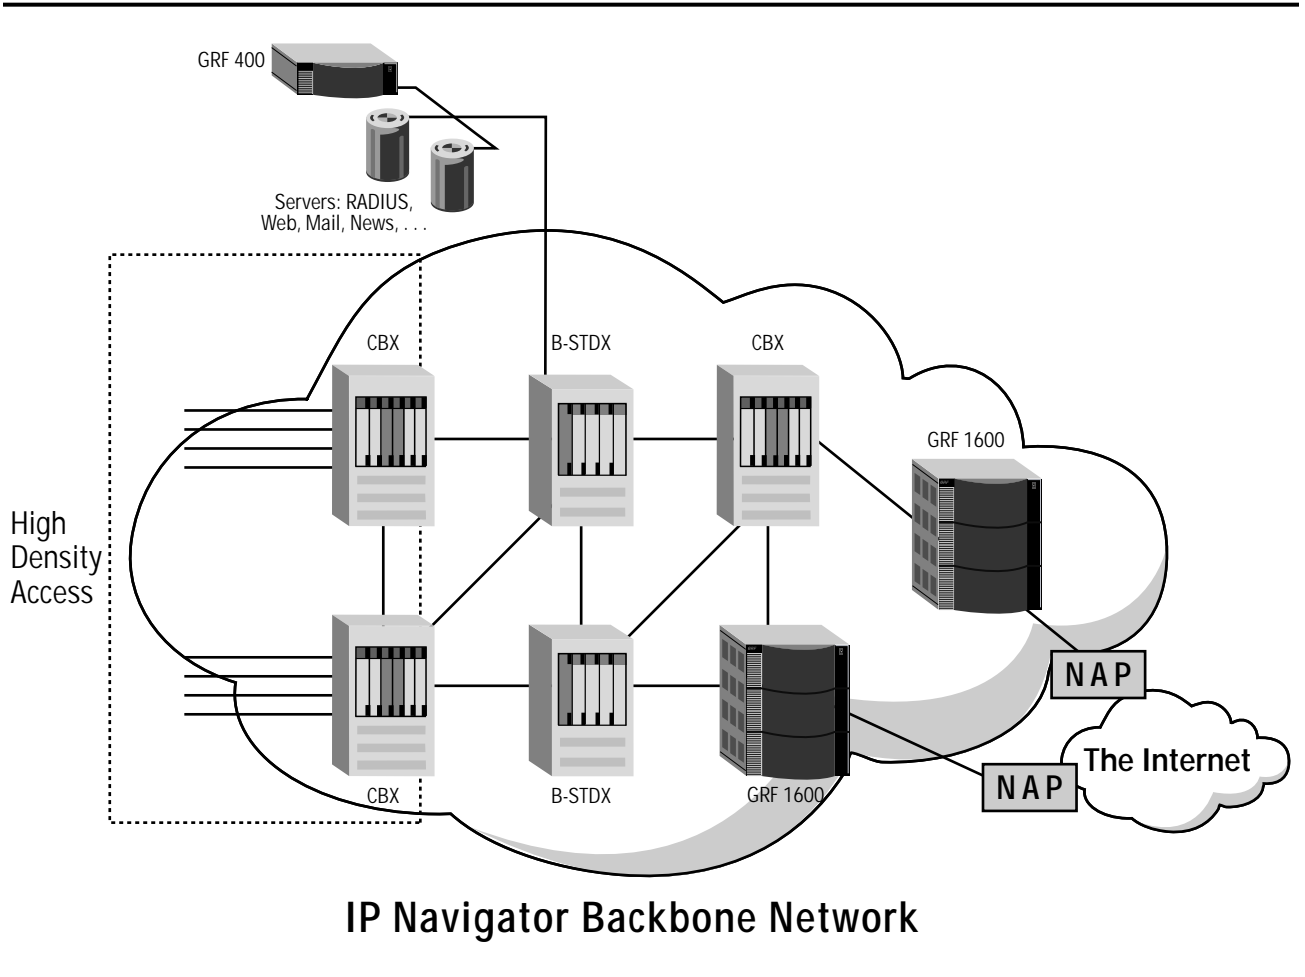 GRF 400
Servers: RADIUS,
Web, Mail, News, . . .
CBX
B-STDX
CBX
GRF 1600
High
Density
Access
NAP
The Internet
NAP
CBX
B-STDX
GRF 1600
IP Navigator Backbone Network